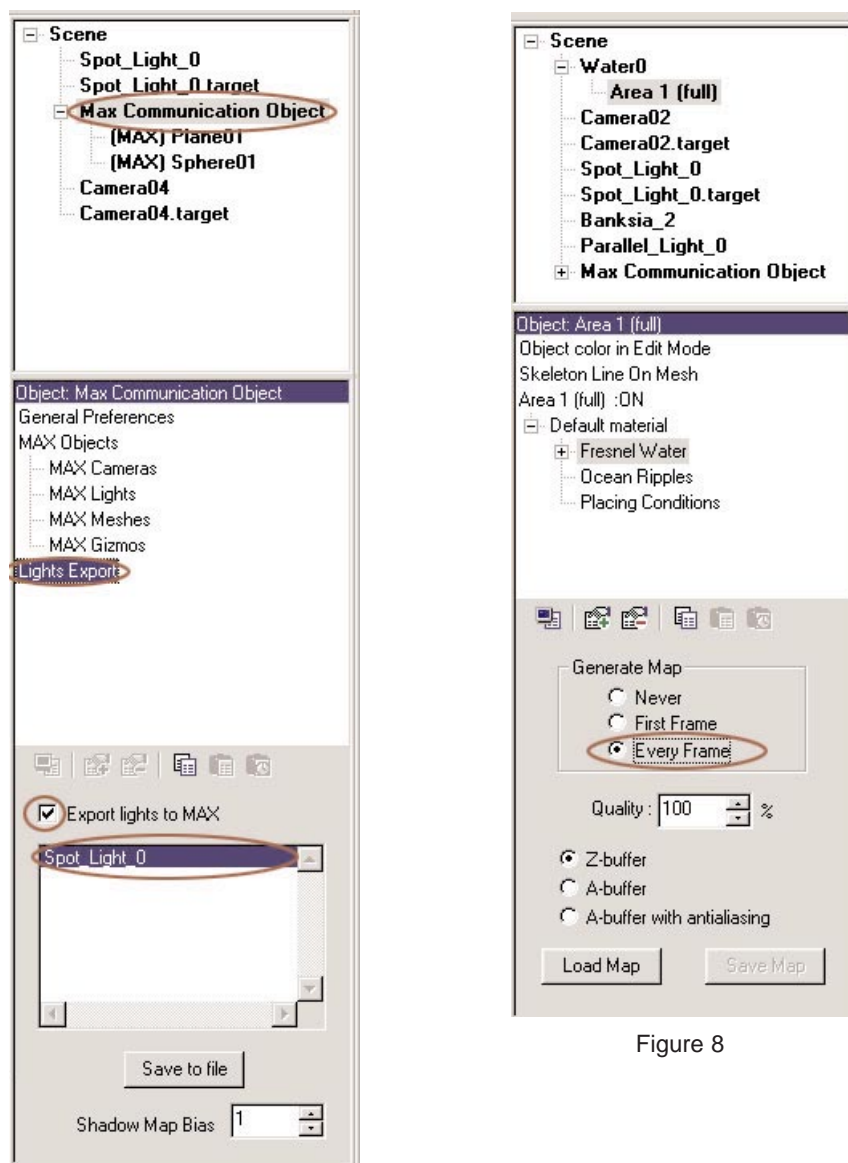 Scene
Spot_Light_0
Spot_Light_0.target
Max Communication Object
(MAX) Plane01
(MAX) Sphere01
Camera04
Camera04.target
Object: Max Communication Object
General Preferences
MAX Objects
MAX Cameras
MAX Lights
MAX Meshes
MAX Gizmos
Lights Export
Export lights to MAX
Spot_Light_0
Save to file
Shadow Map Bias 1
Scene
Water0
Area 1 (full)
Camera02
Camera02.target
Spot_Light_0
Spot_Light_0.target
Banksia_2
Parallel_Light_0
Max Communication Object
Object: Area 1 (full)
Object color in Edit Mode
Skeleton Line On Mesh
Area 1 (full) :ON
Default material
Fresnel Water
Ocean Ripples
Placing Conditions
Generate Map
Never
First Frame
Every Frame
Quality : 100 %
Z-buffer
A-buffer
A-buffer with antialiasing
Load Map Save Map
Figure 8